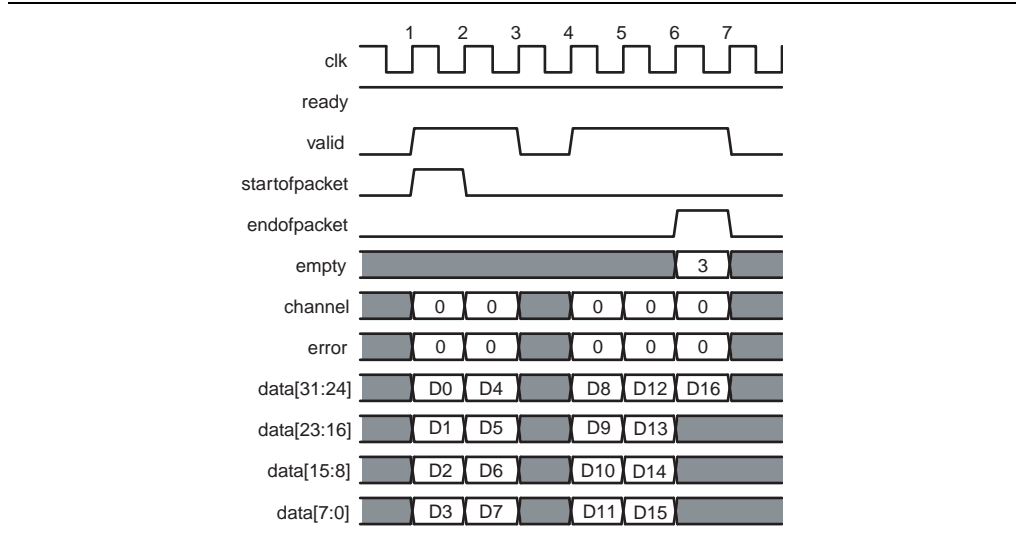 1 2 3 4 5 6 7
clk
ready
valid
startofpacket
endofpacket
empty 3
channel 0 0 0 0 0
error 0 0 0 0 0
data[31:24] D0 D4 D8 D12 D16
data[23:16] D1 D5 D9 D13
data[15:8] D2 D6 D10 D14
data[7:0] D3 D7 D11 D15